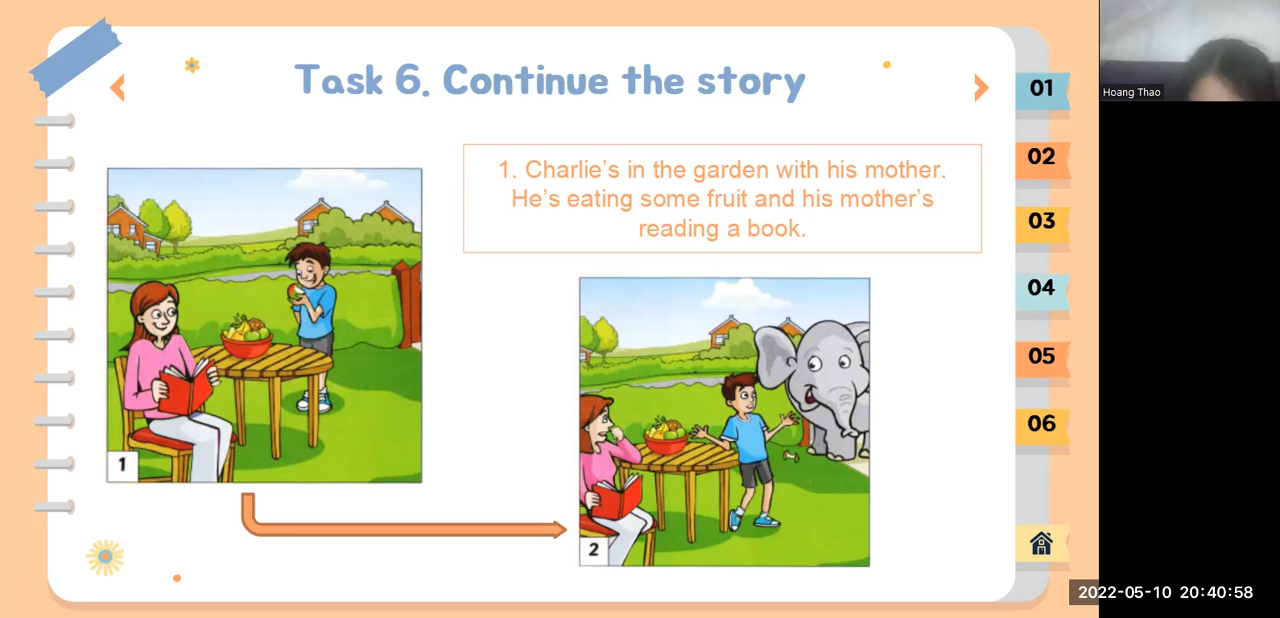 Task 6. Continue the story
1. Charlie's in the garden with his mother.
He's eating some fruit and his mother's
reading a book.
1
2
01
02
03
04
05
06
Hoang Thao
2022-05-10 20:40:58